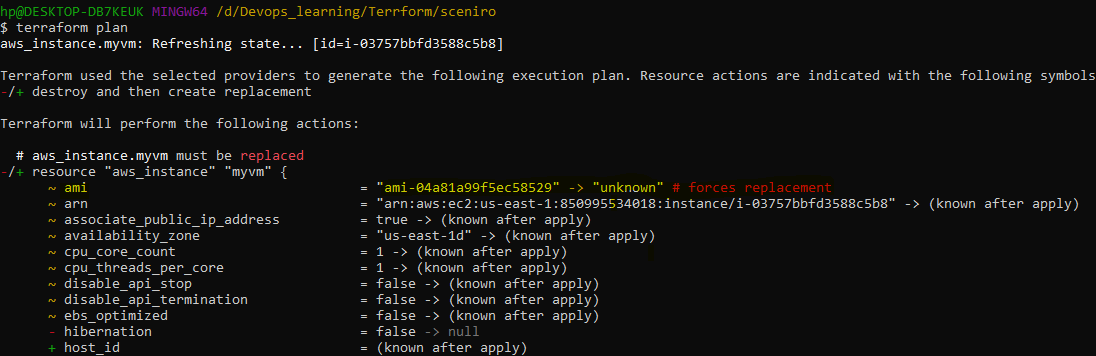 hp@DESKTOP-DB7KEUK MINGW64 /d/Devops_learning/Terrform/sceniro
$ terraform plan
aws_instance.myvm: Refreshing state... [id=i-03757bbfd3588c5b8]
Terraform used the selected providers to generate the following execution plan. Resource actions are indicated with the following symbols
-/+ destroy and then create replacement
Terraform will perform the following actions:
# aws_instance.myvm must be replaced
-/+ resource "aws_instance" "myvm" {
~ ami = "ami-04a81a99f5ec58529" -> "unknown" # forces replacement
~ arn = "arn:aws:ec2:us-east-1:850995534018:instance/i-03757bbfd3588c5b8" -> (known after apply)
~ associate_public_ip_address = true -> (known after apply)
~ availability_zone = "us-east-1d" -> (known after apply)
~ cpu_core_count = 1 -> (known after apply)
~ cpu_threads_per_core = 1 -> (known after apply)
~ disable_api_stop = false -> (known after apply)
~ disable_api_termination = false -> (known after apply)
~ ebs_optimized = false -> (known after apply)
- hibernation = false -> null
+ host_id = (known after apply)